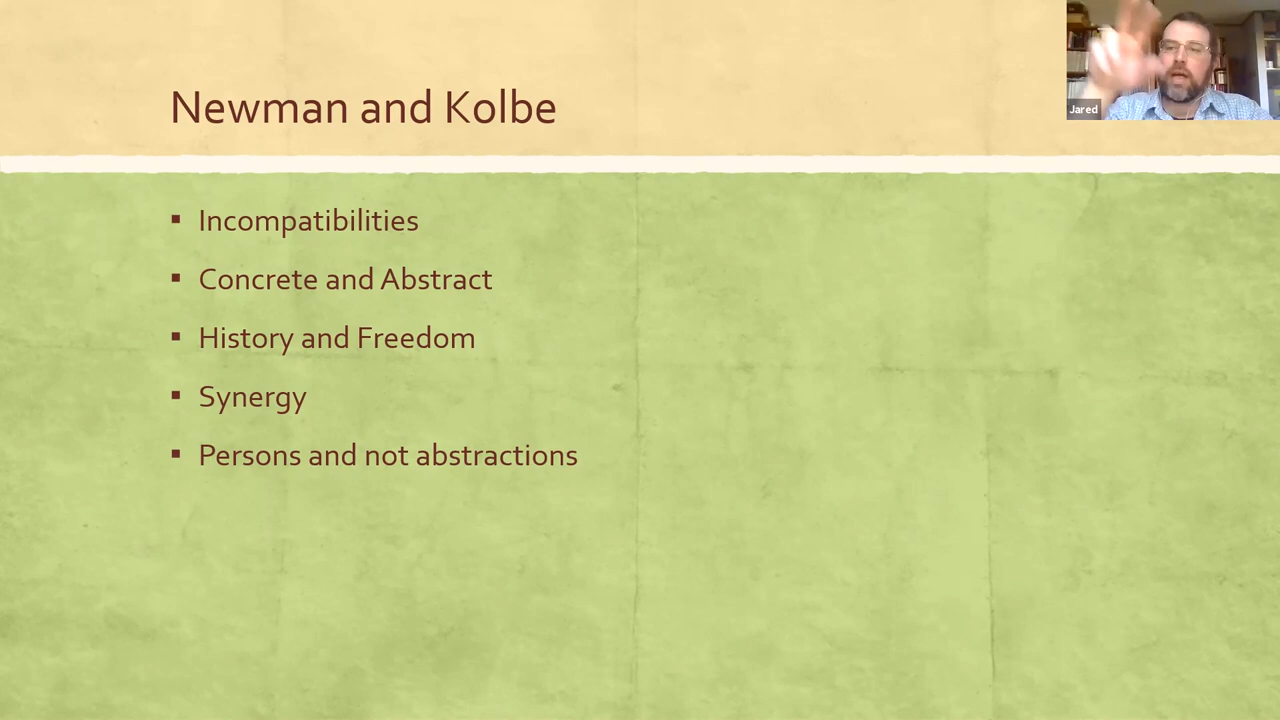 Newman and Kolbe
Jared
▪ Incompatibilities
▪ Concrete and Abstract
▪ History and Freedom
▪ Synergy
▪ Persons and not abstractions